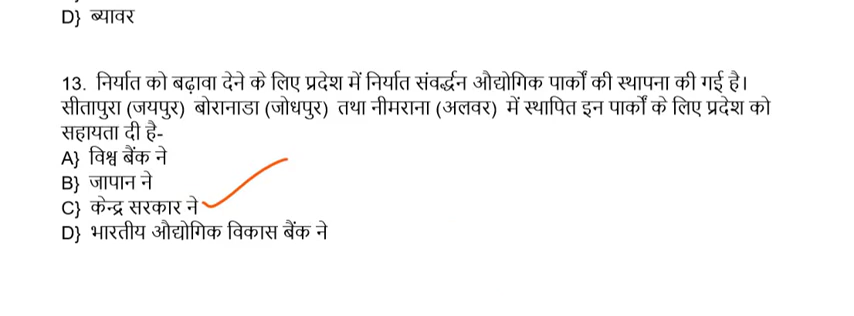 D} ब्यावर
13. निर्यात को बढ़ावा देने के लिए प्रदेश में निर्यात संवर्द्धन औद्योगिक पार्कों की स्थापना की गई है।
सीतापुरा (जयपुर) बोरानाडा (जोधपुर) तथा नीमराना (अलवर) में स्थापित इन पार्कों के लिए प्रदेश को
सहायता दी है-
A} विश्व बैंक ने
B} जापान ने
C} केन्द्र सरकार ने
D} भारतीय औद्योगिक विकास बैंक ने